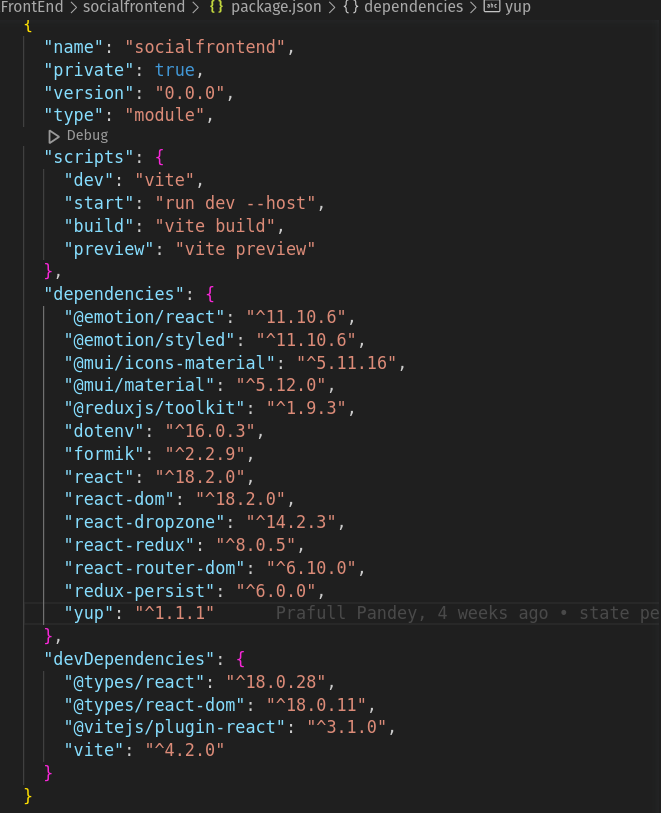 FrontEnd > socialfrontend > {} package.json > {} dependencies > abc yup
{
"name": "socialfrontend",
"private": true,
"version": "0.0.0",
"type": "module",
Debug
"scripts": {
"dev": "vite",
"start": "run dev --host",
"build": "vite build",
"preview": "vite preview"
},
"dependencies": {
"@emotion/react": "^11.10.6",
"@emotion/styled": "^11.10.6",
"@mui/icons-material": "^5.11.16",
"@mui/material": "^5.12.0",
"@reduxjs/toolkit": "^1.9.3",
"dotenv": "^16.0.3",
"formik": "^2.2.9",
"react": "^18.2.0",
"react-dom": "^18.2.0",
"react-dropzone": "^14.2.3",
"react-redux": "^8.0.5",
"react-router-dom": "^6.10.0",
"redux-persist": "^6.0.0",
"yup": "^1.1.1" Prafull Pandey, 4 weeks ago • state pe
},
"devDependencies": {
"@types/react": "^18.0.28",
"@types/react-dom": "^18.0.11",
"@vitejs/plugin-react": "^3.1.0",
"vite": "^4.2.0"
}
}